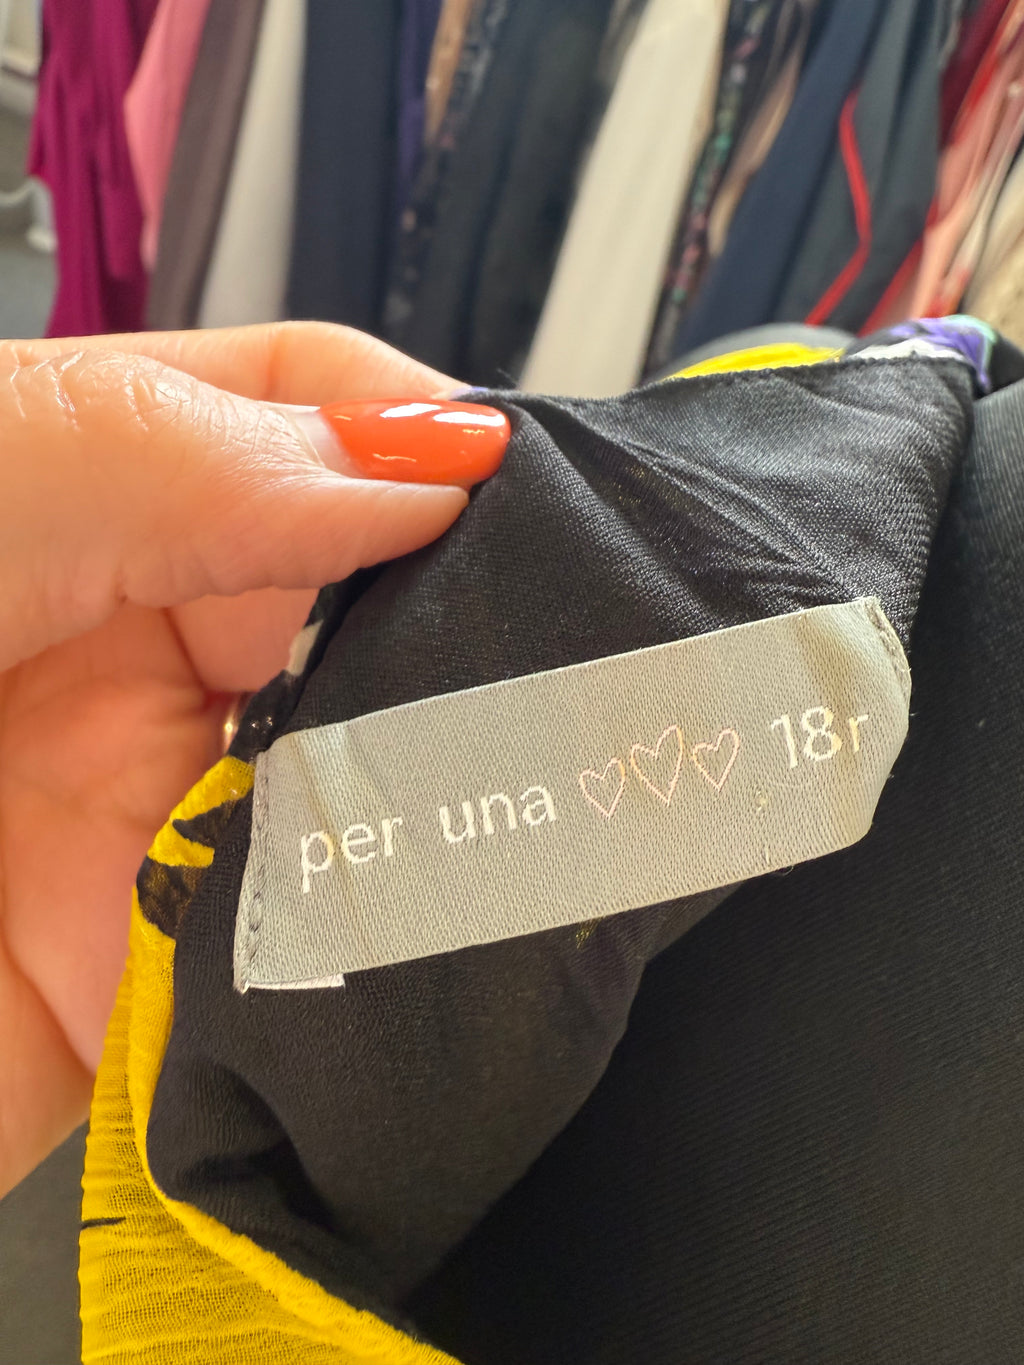 per una ♡♡♡ 18r